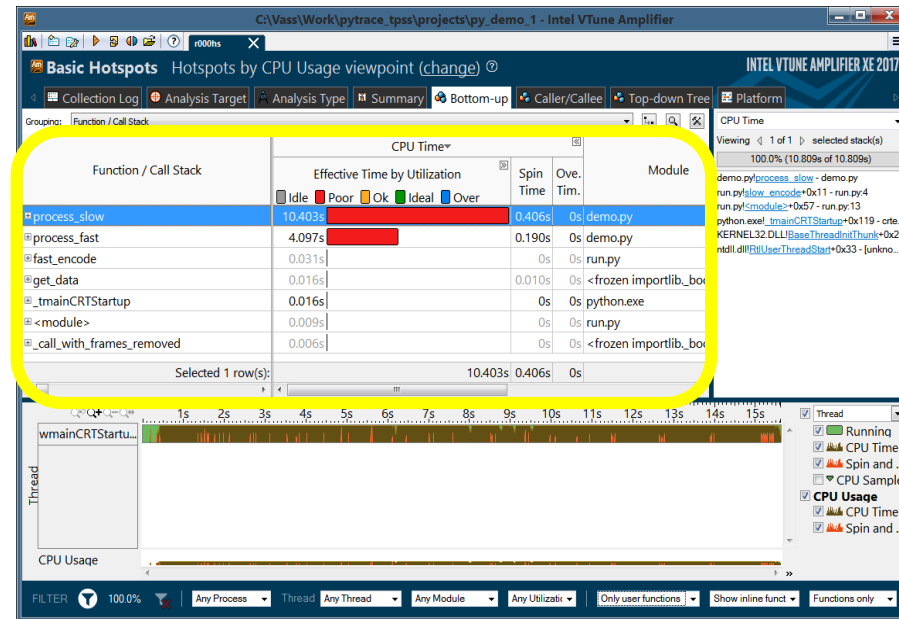 C:\Vass\Work\pytrace_tpss\projects\py_demo_1 - Intel VTune Amplifier
r000hs
Basic Hotspots Hotspots by CPU Usage viewpoint (change)
INTEL VTUNE AMPLIFIER XE 2017
Collection Log Analysis Target Analysis Type Summary Bottom-up Caller/Callee Top-down Tree Platform
Grouping: Function / Call Stack
CPU Time
Viewing 1 of 1 selected stack(s)
100.0% (10.809s of 10.809s)
demo.py!process_slow - demo.py
run.py!slow_encode+0x11 - run.py:4
run.py!<module>+0x57 - run.py:13
python.exe!_tmainCRTStartup+0x119 - crte.
KERNEL32.DLL!BaseThreadInitThunk+0x2
ntdll.dll!RtlUserThreadStart+0x33 - [unkno...
Function / Call Stack
CPU Time
Module
Effective Time by Utilization
Idle Poor Ok Ideal Over
Spin Time
Ove. Tim.
process_slow 10.403s 0.406s 0s demo.py
process_fast 4.097s 0.190s 0s demo.py
fast_encode 0.031s 0s 0s run.py
get_data 0.016s 0.010s 0s <frozen importlib._boo
_tmainCRTStartup 0.016s 0s 0s python.exe
<module> 0.009s 0s 0s run.py
_call_with_frames_removed 0.006s 0s 0s <frozen importlib._boo
Selected 1 row(s): 10.403s 0.406s 0s
1s 2s 3s 4s 5s 6s 7s 8s 9s 10s 11s 12s 13s 14s 15s
wmainCRTStartu...
Thread
CPU Usage
Thread
Running
CPU Time
Spin and .
CPU Sample
CPU Usage
CPU Time
Spin and .
FILTER 100.0% Any Process Thread Any Thread Any Module Any Utilizatic Only user functions Show inline funct Functions only